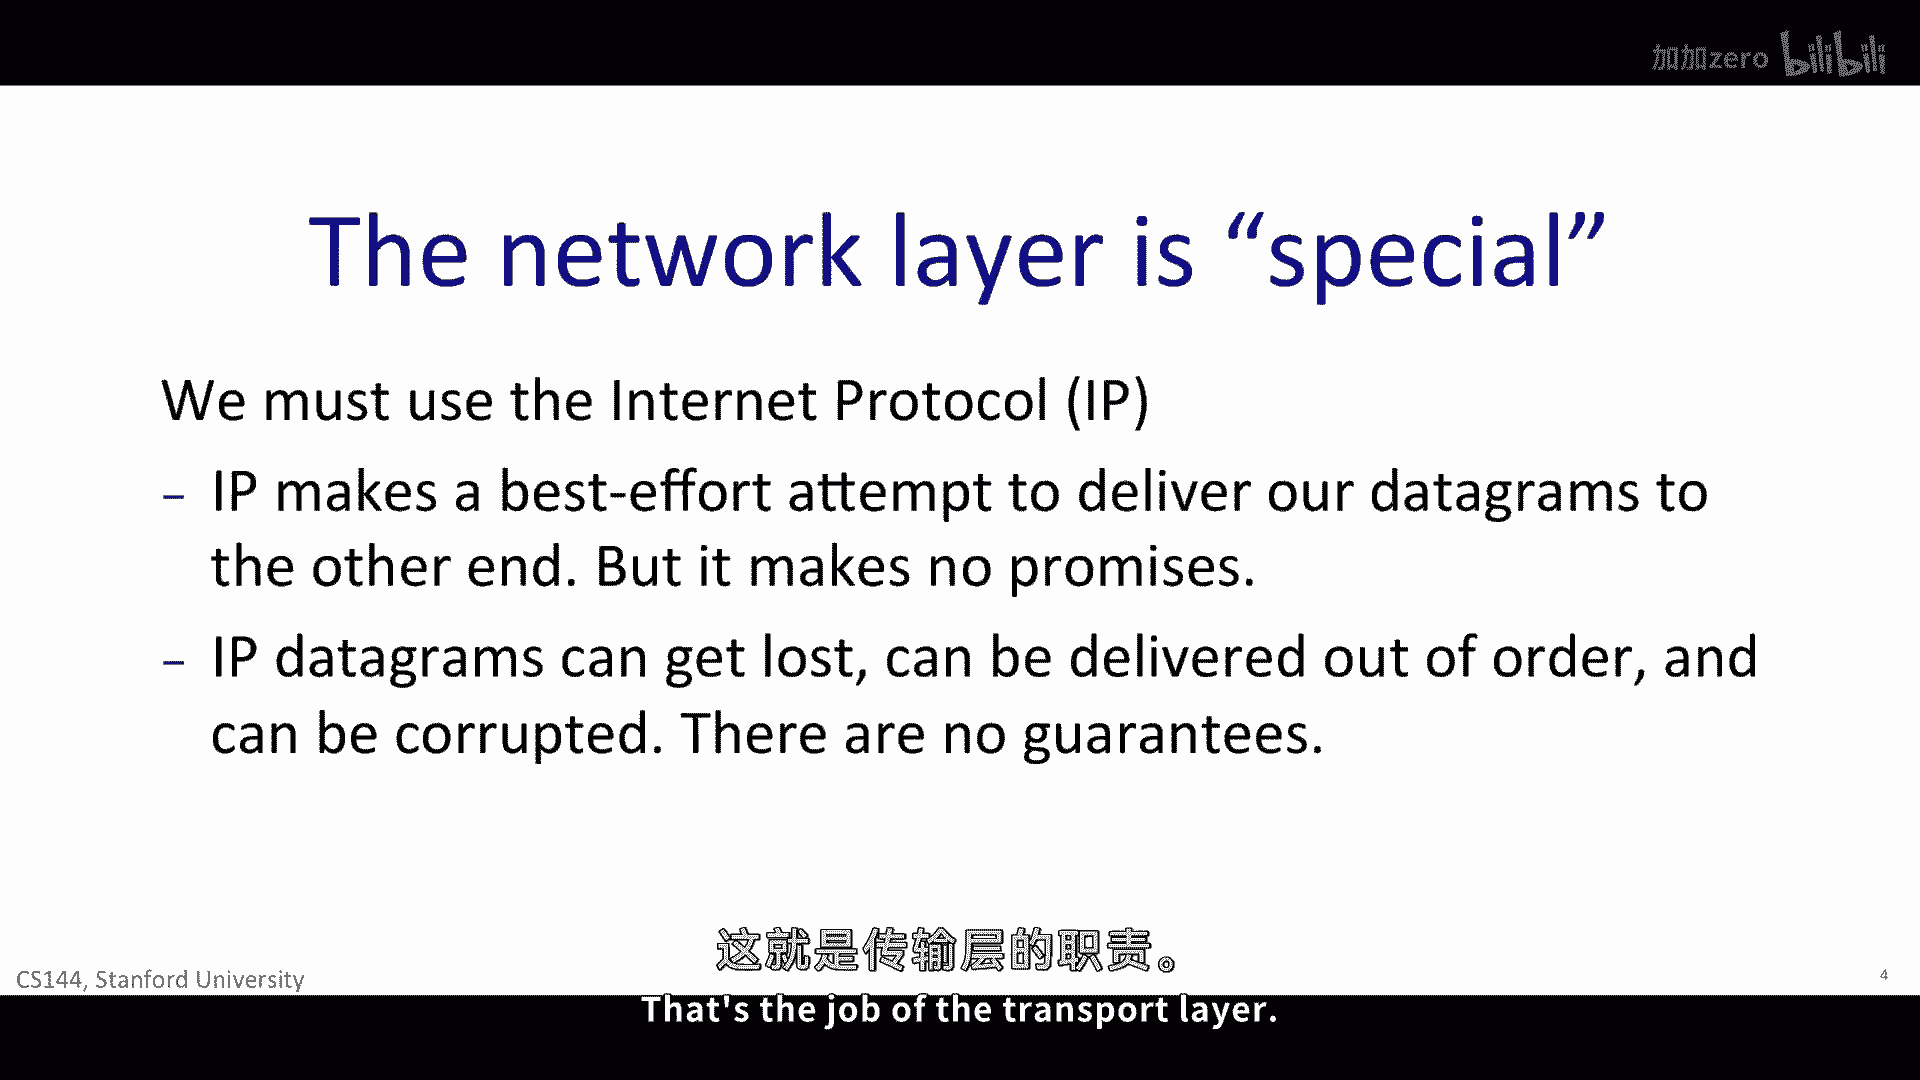 加加zero bilibili
The network layer is “special”
We must use the Internet Protocol (IP)
– IP makes a best-effort attempt to deliver our datagrams to
the other end. But it makes no promises.
– IP datagrams can get lost, can be delivered out of order, and
can be corrupted. There are no guarantees.
这就是传输层的职责。
CS144, Stanford University
4
That's the job of the transport layer.